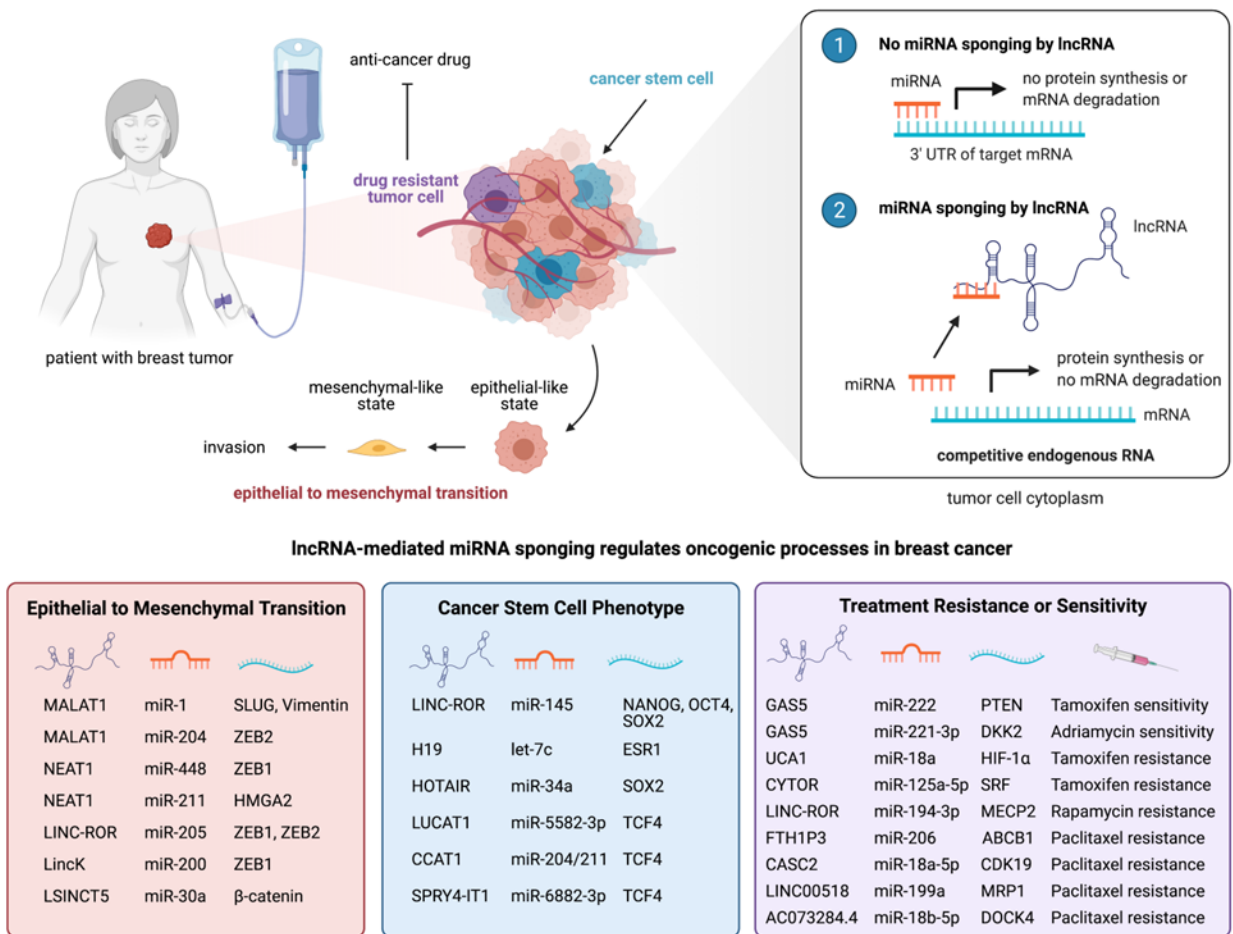 anti-cancer drug
cancer stem cell
drug resistant
tumor cell
patient with breast tumor
mesenchymal-like
state
epithelial-like
state
invasion
epithelial to mesenchymal transition
1
No miRNA sponging by lncRNA
miRNA
no protein synthesis or
mRNA degradation
3' UTR of target mRNA
2
miRNA sponging by lncRNA
lncRNA
miRNA
protein synthesis or
no mRNA degradation
mRNA
competitive endogenous RNA
tumor cell cytoplasm
lncRNA-mediated miRNA sponging regulates oncogenic processes in breast cancer
Epithelial to Mesenchymal Transition
MALAT1 miR-1 SLUG, Vimentin
MALAT1 miR-204 ZEB2
NEAT1 miR-448 ZEB1
NEAT1 miR-211 HMGA2
LINC-ROR miR-205 ZEB1, ZEB2
LincK miR-200 ZEB1
LSINCT5 miR-30a β-catenin
Cancer Stem Cell Phenotype
LINC-ROR miR-145 NANOG, OCT4,
SOX2
H19 let-7c ESR1
HOTAIR miR-34a SOX2
LUCAT1 miR-5582-3p TCF4
CCAT1 miR-204/211 TCF4
SPRY4-IT1 miR-6882-3p TCF4
Treatment Resistance or Sensitivity
GAS5 miR-222 PTEN Tamoxifen sensitivity
GAS5 miR-221-3p DKK2 Adriamycin sensitivity
UCA1 miR-18a HIF-1α Tamoxifen resistance
CYTOR miR-125a-5p SRF Tamoxifen resistance
LINC-ROR miR-194-3p MECP2 Rapamycin resistance
FTH1P3 miR-206 ABCB1 Paclitaxel resistance
CASC2 miR-18a-5p CDK19 Paclitaxel resistance
LINC00518 miR-199a MRP1 Paclitaxel resistance
AC073284.4 miR-18b-5p DOCK4 Paclitaxel resistance